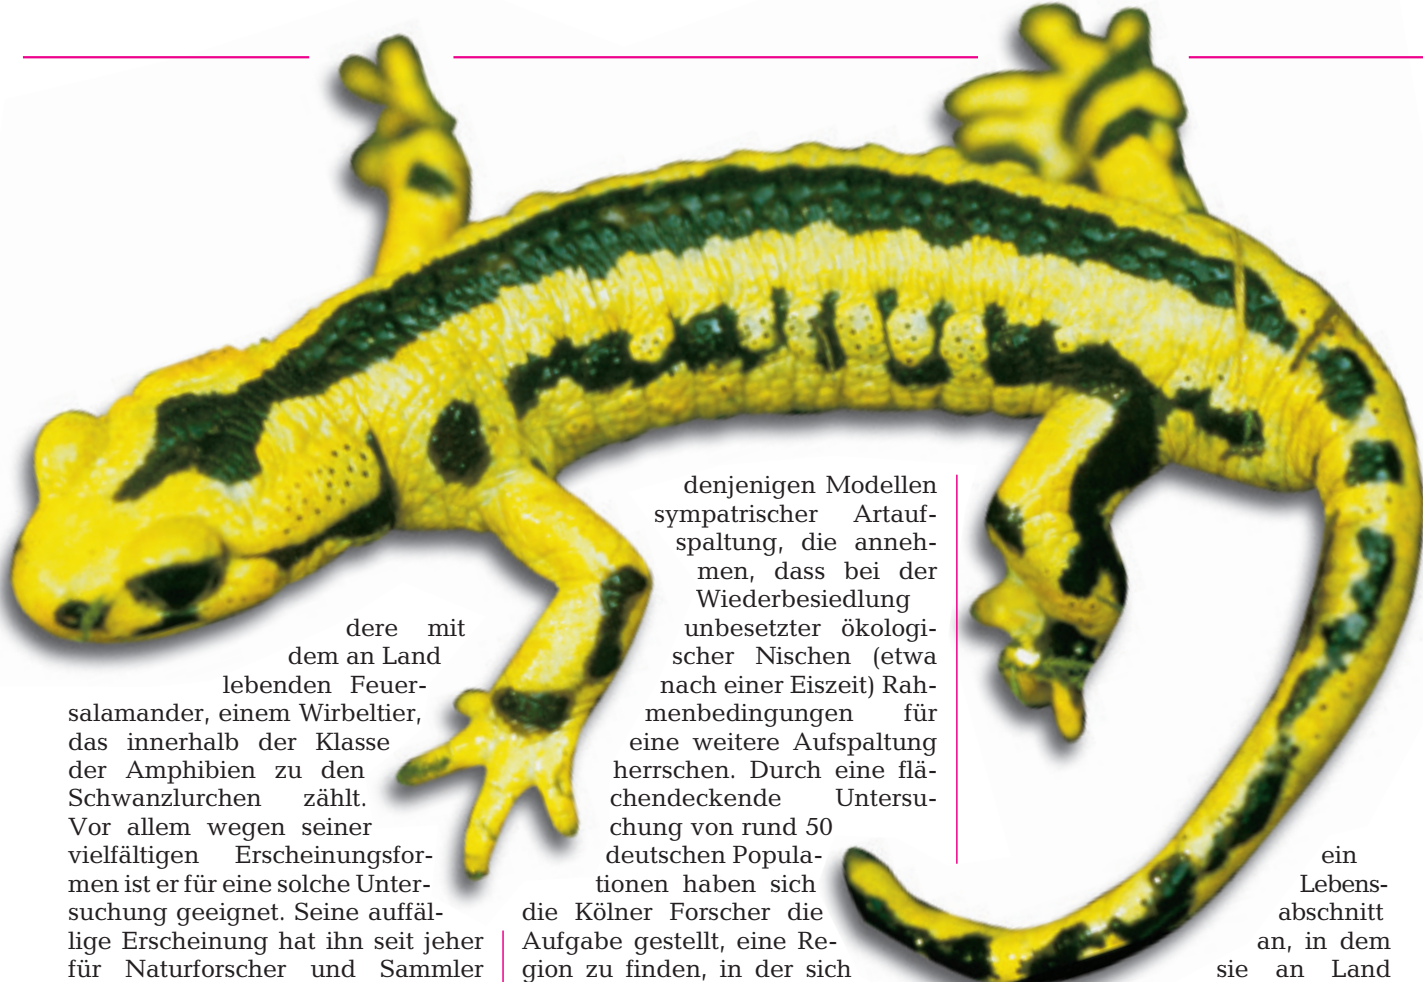 dere mit
dem an Land
lebenden Feuer-
salamander, einem Wirbeltier,
das innerhalb der Klasse
der Amphibien zu den
Schwanzlurchen zählt.
Vor allem wegen seiner
vielfältigen Erscheinungsfor-
men ist er für eine solche Unter-
suchung geeignet. Seine auffäl-
lige Erscheinung hat ihn seit jeher
für Naturforscher und Sammler
denjenigen Modellen
sympatrischer Artauf-
spaltung, die anneh-
men, dass bei der
Wiederbesiedlung
unbesetzter ökologi-
scher Nischen (etwa
nach einer Eiszeit) Rah-
menbedingungen für
eine weitere Aufspaltung
herrschen. Durch eine flä-
chendeckende Untersu-
chung von rund 50
deutschen Popula-
tionen haben sich
die Kölner Forscher die
Aufgabe gestellt, eine Re-
gion zu finden, in der sich
ein
Lebens-
abschnitt
an, in dem
sie an Land